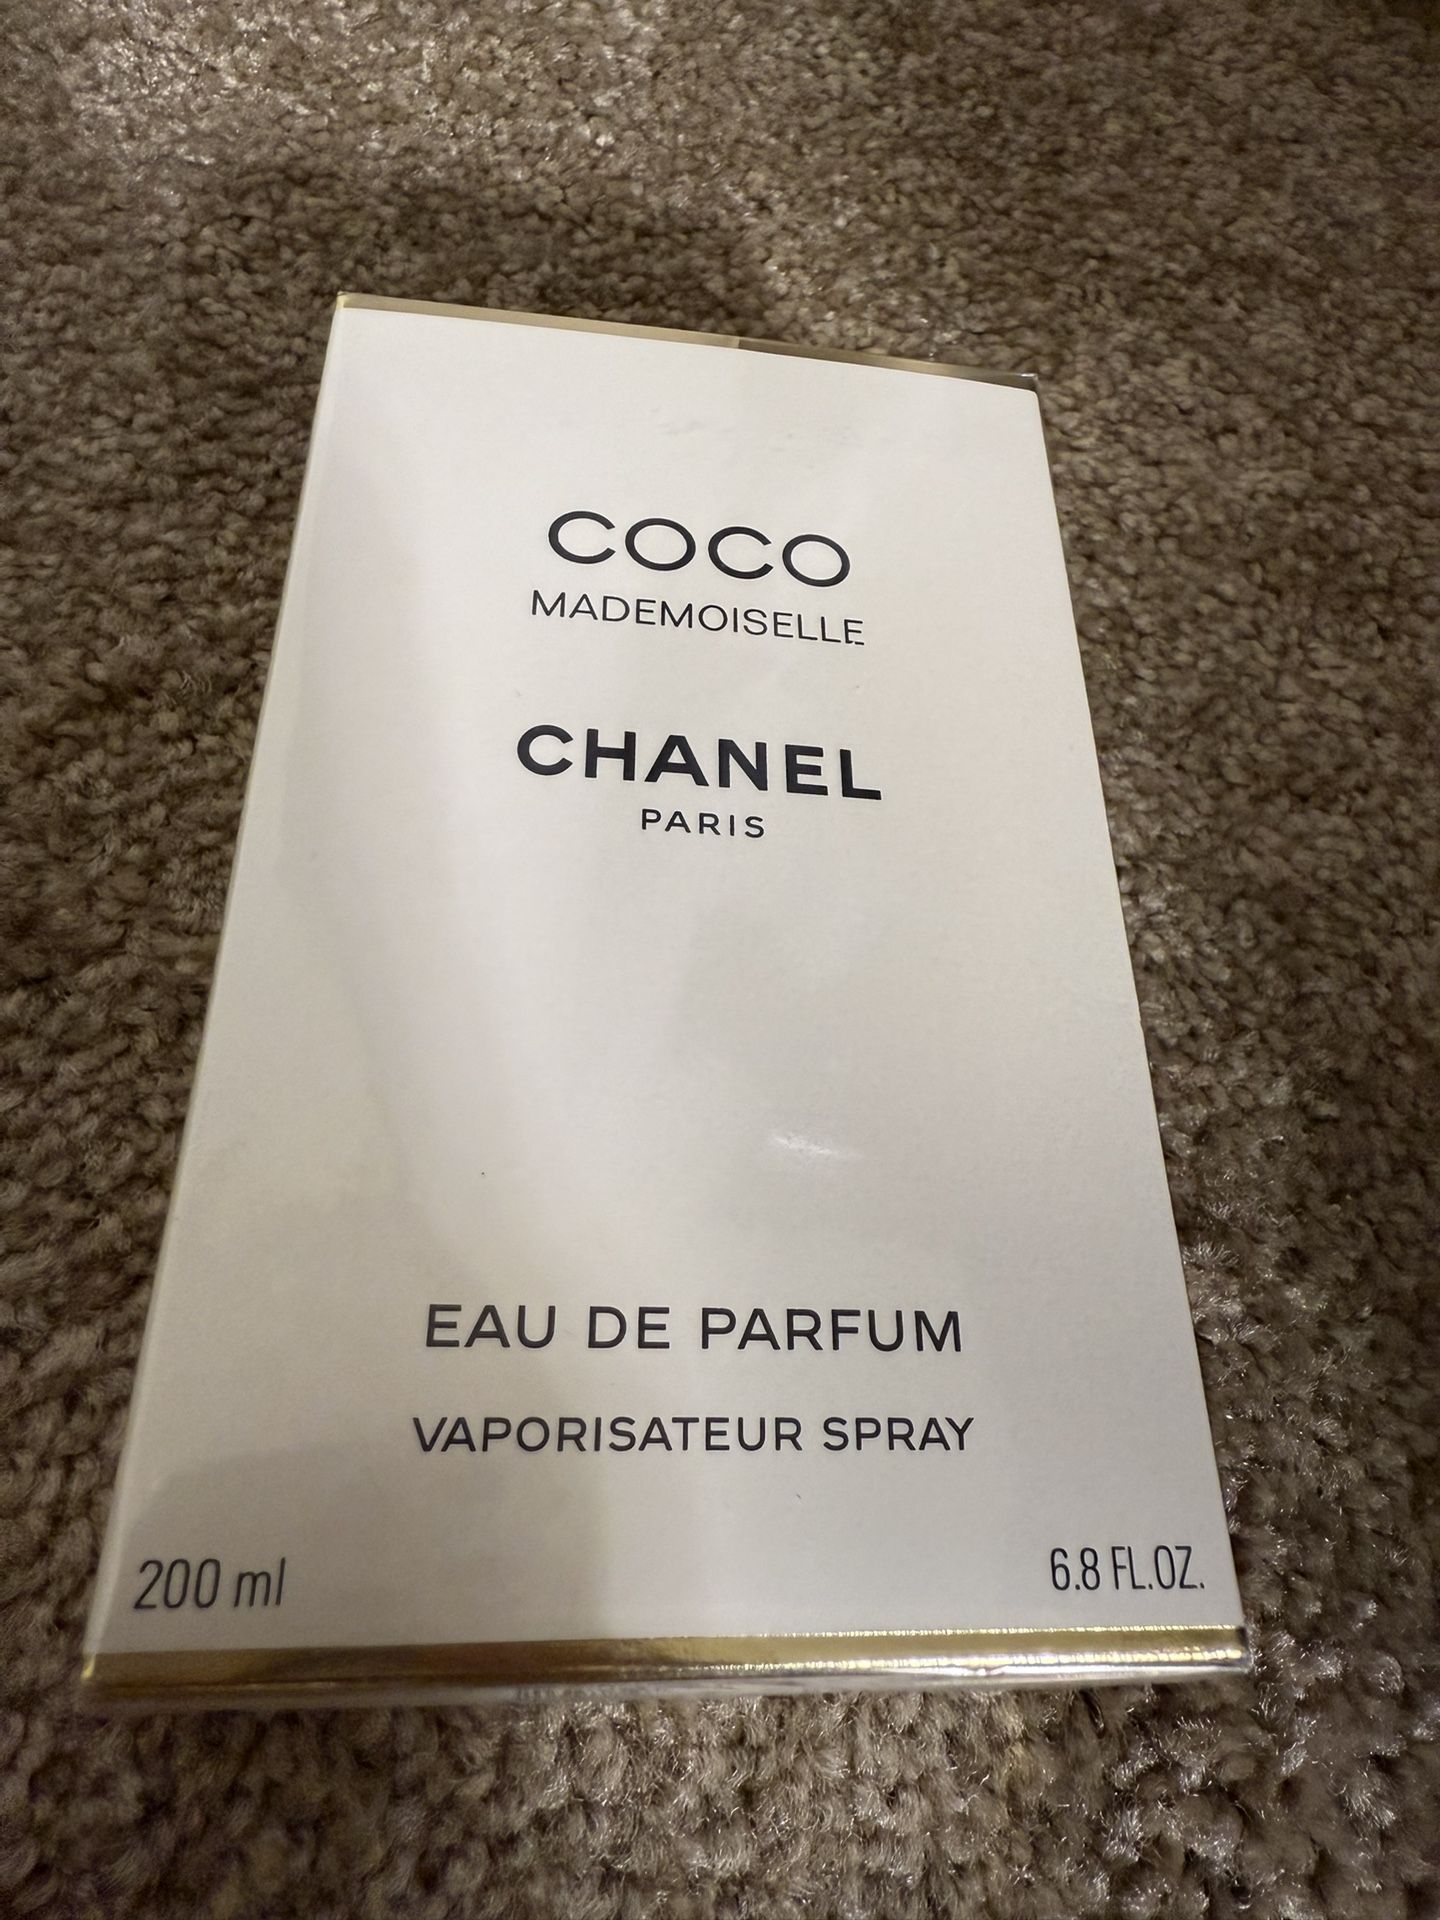 COCO
MADEMOISELLE
CHANEL
PARIS
EAU DE PARFUM
VAPORISATEUR SPRAY
200 ml
6.8 FL.OZ.